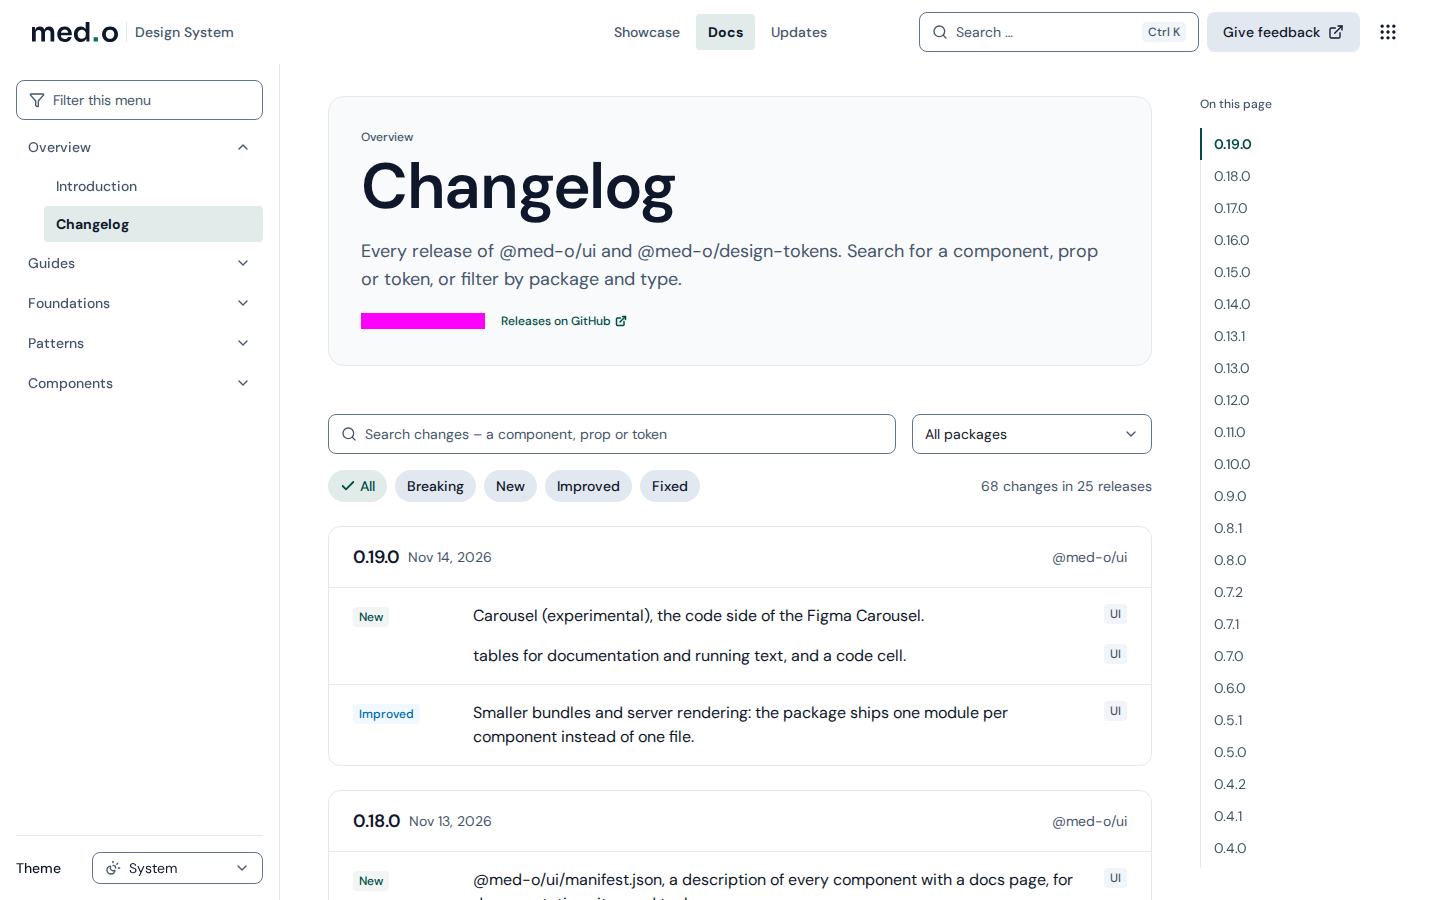 med.o
Design System
Showcase
Docs
Updates
Search ...
Ctrl K
Give feedback
Filter this menu
Overview
Introduction
Changelog
Guides
Foundations
Patterns
Components
Theme
System
Overview
Changelog
Every release of @med-o/ui and @med-o/design-tokens. Search for a component, prop
or token, or filter by package and type.
Releases on GitHub
Search changes – a component, prop or token
All packages
All
Breaking
New
Improved
Fixed
68 changes in 25 releases
0.19.0 Nov 14, 2026
@med-o/ui
New
Carousel (experimental), the code side of the Figma Carousel.
UI
tables for documentation and running text, and a code cell.
UI
Improved
Smaller bundles and server rendering: the package ships one module per
component instead of one file.
UI
0.18.0 Nov 13, 2026
@med-o/ui
New
@med-o/ui/manifest.json, a description of every component with a docs page, for
UI
On this page
0.19.0
0.18.0
0.17.0
0.16.0
0.15.0
0.14.0
0.13.1
0.13.0
0.12.0
0.11.0
0.10.0
0.9.0
0.8.1
0.8.0
0.7.2
0.7.1
0.7.0
0.6.0
0.5.1
0.5.0
0.4.2
0.4.1
0.4.0